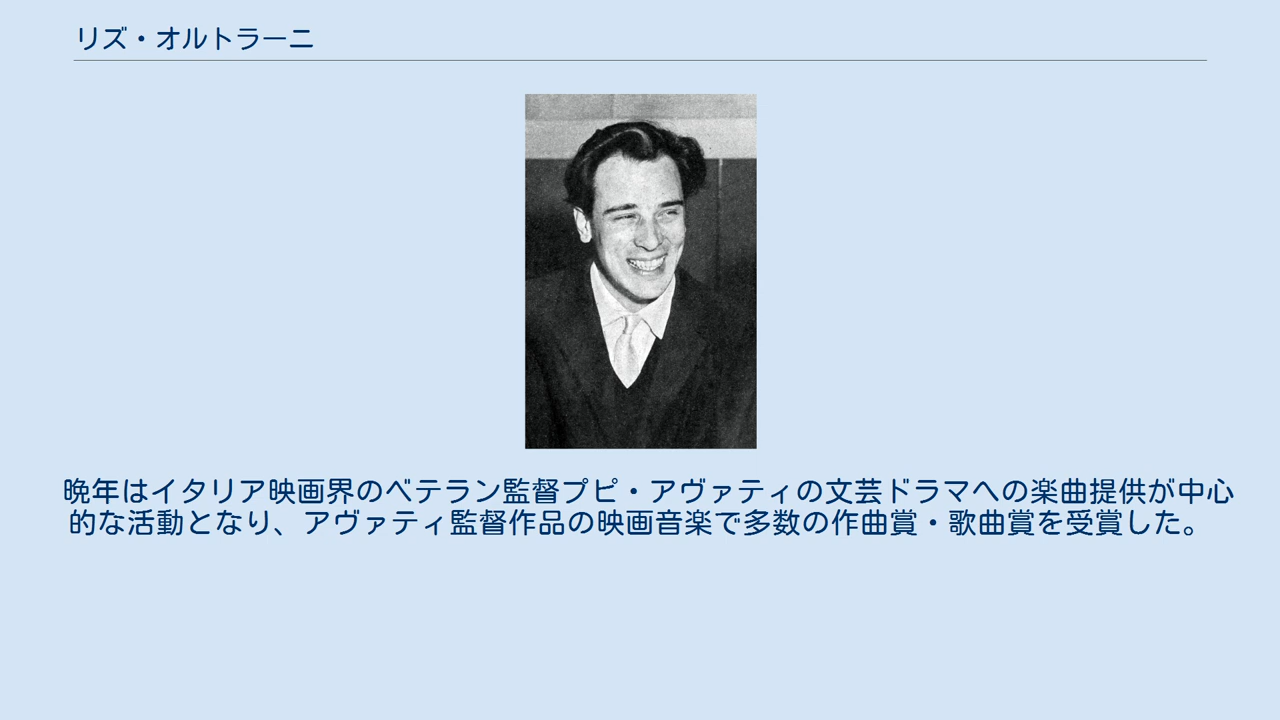 リズ・オルトラーニ
晩年はイタリア映画界のベテラン監督プピ・アヴァティの文芸ドラマへの楽曲提供が中心
的な活動となり、アヴァティ監督作品の映画音楽で多数の作曲賞・歌曲賞を受賞した。